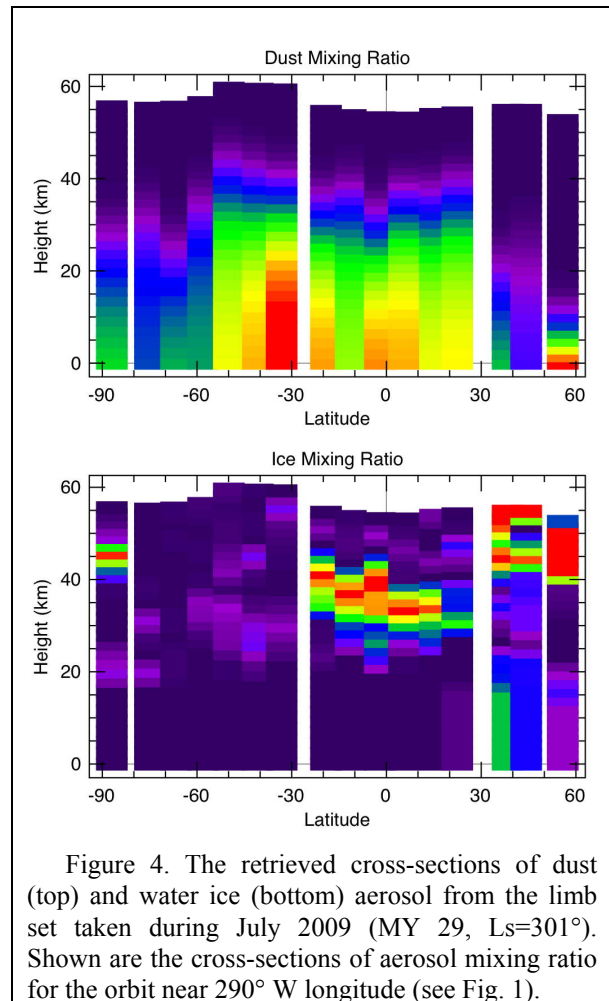 Dust Mixing Ratio
60
40
20
0
Height (km)
-90 -60 -30 0 30 60
Latitude
Ice Mixing Ratio
60
40
20
0
Height (km)
-90 -60 -30 0 30 60
Latitude
Figure 4. The retrieved cross-sections of dust
(top) and water ice (bottom) aerosol from the limb
set taken during July 2009 (MY 29, Ls=301°).
Shown are the cross-sections of aerosol mixing ratio
for the orbit near 290° W longitude (see Fig. 1).